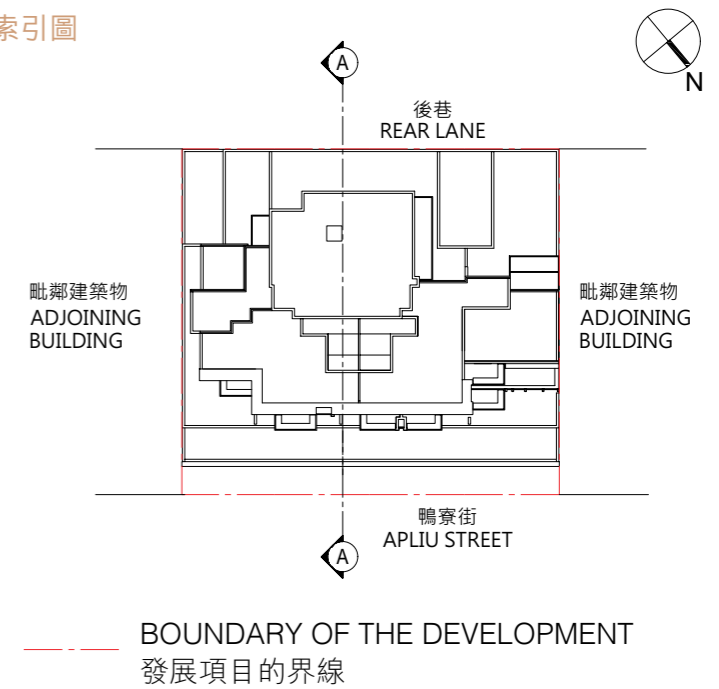 索引圖
A
N
後巷
REAR LANE
毗鄰建築物
ADJOINING
BUILDING
毗鄰建築物
ADJOINING
BUILDING
鴨寮街
APLIU STREET
A
BOUNDARY OF THE DEVELOPMENT
發展項目的界線